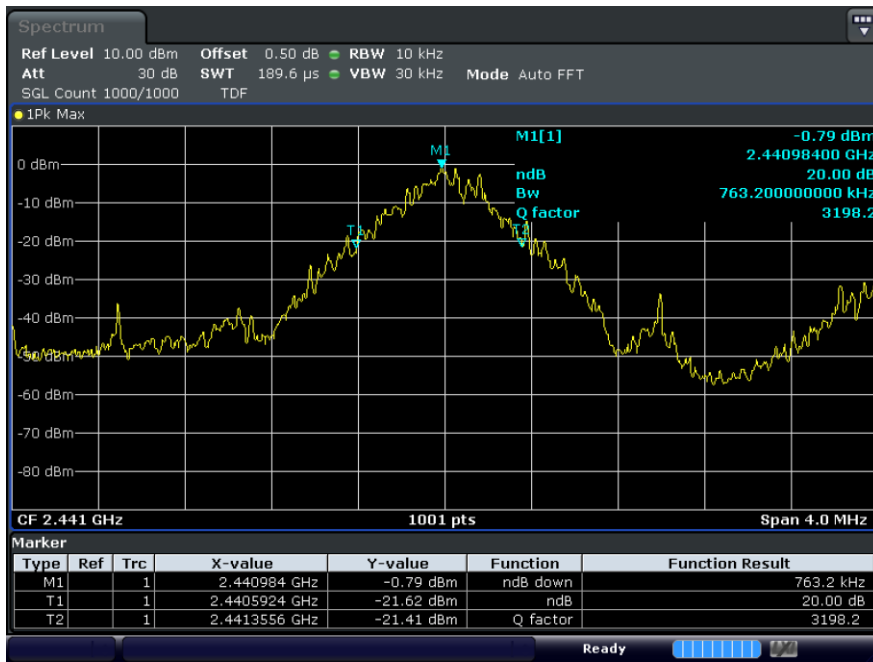 Spectrum
Ref Level 10.00 dBm Offset 0.50 dB RBW 10 kHz
Att 30 dB SWT 189.6 µs VBW 30 kHz Mode Auto FFT
SGL Count 1000/1000 TDF
1Pk Max
M1[1] -0.79 dBm
2.44098400 GHz
ndB 20.00 dB
Bw 763.200000000 kHz
Q factor 3198.2
M1
T1
T2
0 dBm
-10 dBm
-20 dBm
-30 dBm
-40 dBm
-50 dBm
-60 dBm
-70 dBm
-80 dBm
CF 2.441 GHz 1001 pts Span 4.0 MHz
Marker
Type Ref Trc X-value Y-value Function Function Result
M1 1 2.440984 GHz -0.79 dBm ndB down 763.2 kHz
T1 1 2.4405924 GHz -21.62 dBm ndB 20.00 dB
T2 1 2.4413556 GHz -21.41 dBm Q factor 3198.2
Ready